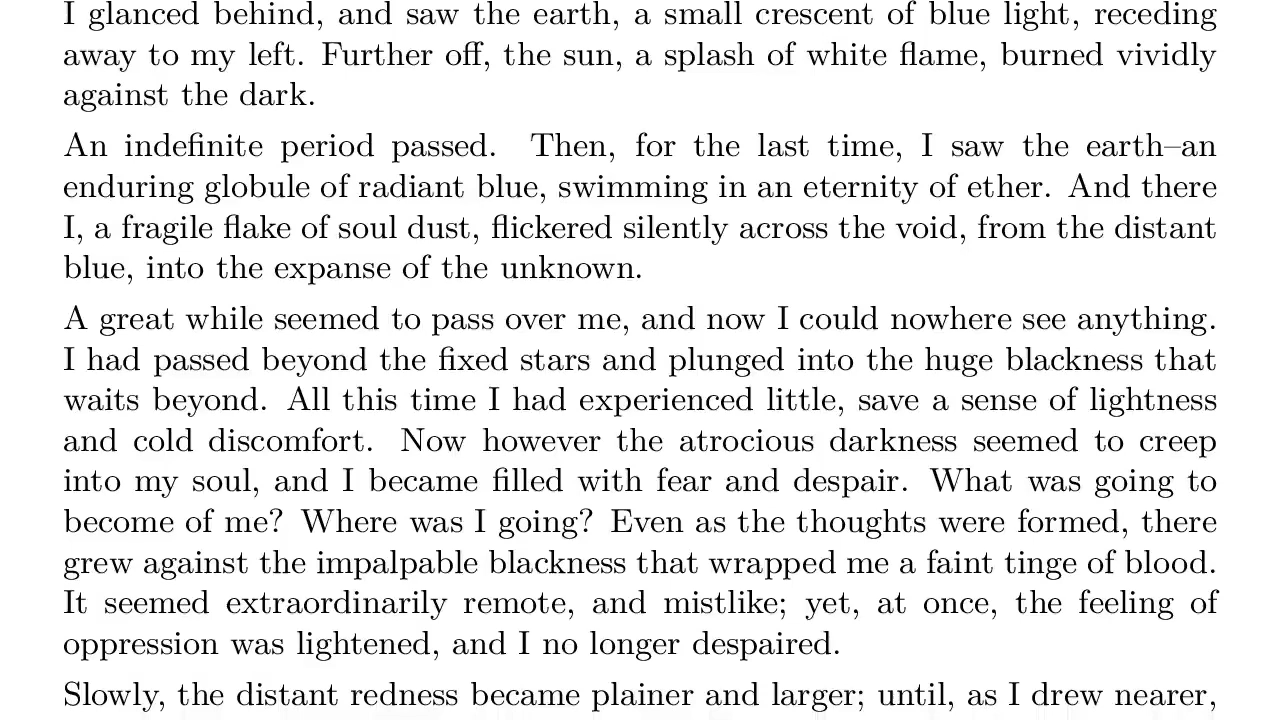 I glanced behind, and saw the earth, a small crescent of blue light, receding
away to my left. Further off, the sun, a splash of white flame, burned vividly
against the dark.
An indefinite period passed. Then, for the last time, I saw the earth–an
enduring globule of radiant blue, swimming in an eternity of ether. And there
I, a fragile flake of soul dust, flickered silently across the void, from the distant
blue, into the expanse of the unknown.
A great while seemed to pass over me, and now I could nowhere see anything.
I had passed beyond the fixed stars and plunged into the huge blackness that
waits beyond. All this time I had experienced little, save a sense of lightness
and cold discomfort. Now however the atrocious darkness seemed to creep
into my soul, and I became filled with fear and despair. What was going to
become of me? Where was I going? Even as the thoughts were formed, there
grew against the impalpable blackness that wrapped me a faint tinge of blood.
It seemed extraordinarily remote, and mistlike; yet, at once, the feeling of
oppression was lightened, and I no longer despaired.
Slowly, the distant redness became plainer and larger; until, as I drew nearer,